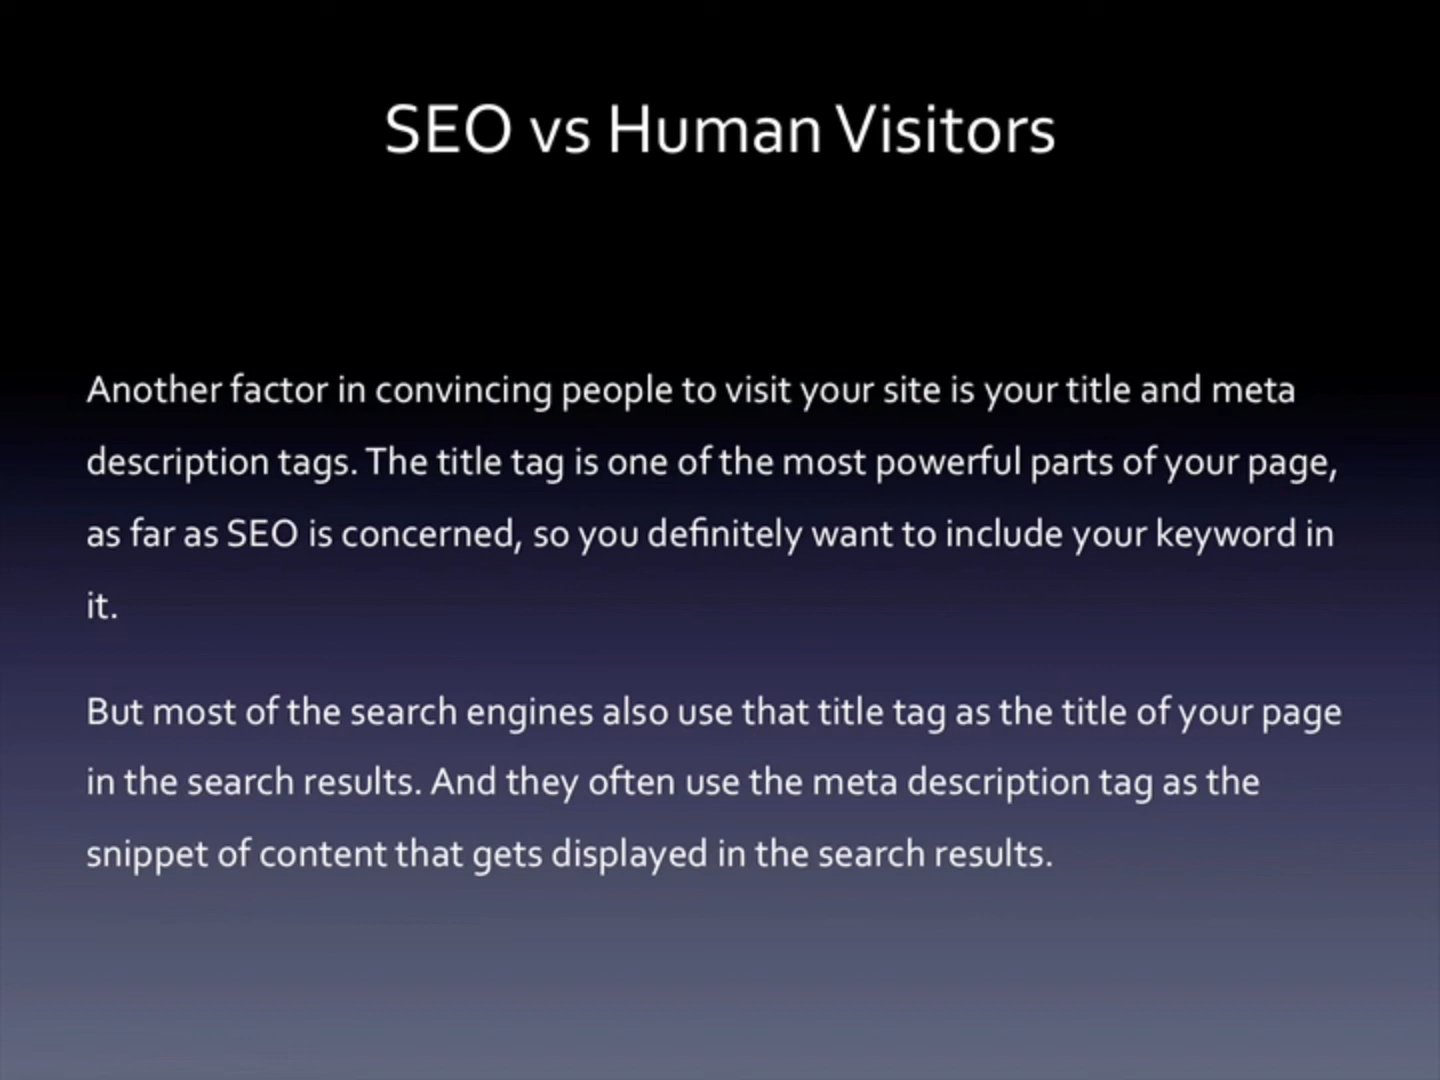 SEO vs Human Visitors
Another factor in convincing people to visit your site is your title and meta
description tags. The title tag is one of the most powerful parts of your page,
as far as SEO is concerned, so you definitely want to include your keyword in
it.
But most of the search engines also use that title tag as the title of your page
in the search results. And they often use the meta description tag as the
snippet of content that gets displayed in the search results.